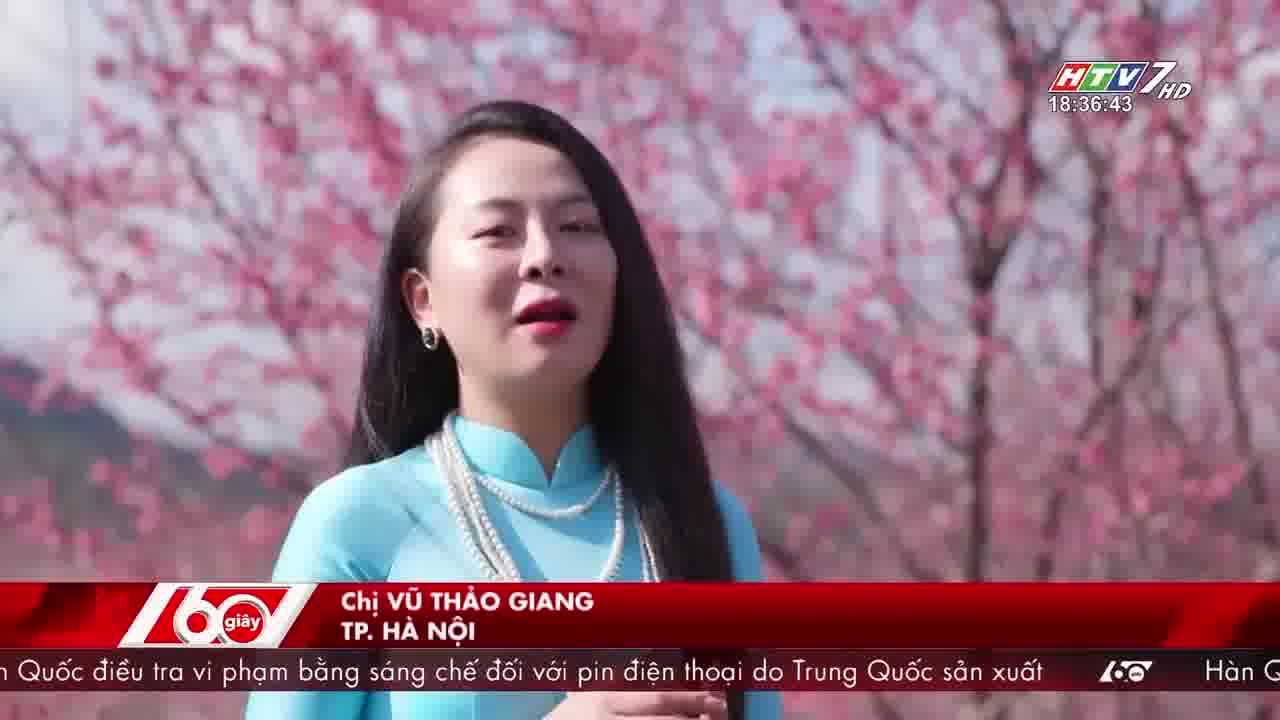 HTV7 HD
18:36:43
60 giây
Chị VŨ THẢO GIANG
TP. HÀ NỘI
n Quốc điều tra vi phạm bằng sáng chế đối với pin điện thoại do Trung Quốc sản xuất 60 Hàn Q